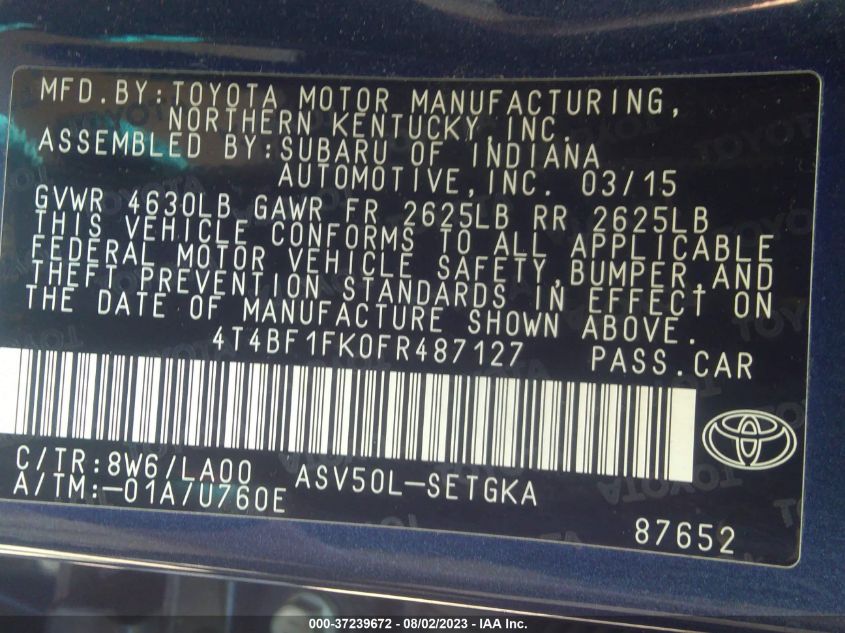 MFD.BY:TOYOTA MOTOR MANUFACTURING,
NORTHERN KENTUCKY,INC.
ASSEMBLED BY:SUBARU OF INDIANA
AUTOMOTIVE,INC. 03/15
GVWR 4630LB GAWR FR 2625LB RR 2625LB
THIS VEHICLE CONFORMS TO ALL APPLICABLE
FEDERAL MOTOR VEHICLE SAFETY,BUMPER,AND
THEFT PREVENTION STANDARDS IN EFFECT ON
THE DATE OF MANUFACTURE SHOWN ABOVE.
4T4BF1FK0FR487127 PASS.CAR
C/TR:8W6/LA00 ASV50L-SETGKA
A/TM:-01A/U760E
87652
000-37239672 - 08/02/2023 - IAA Inc.